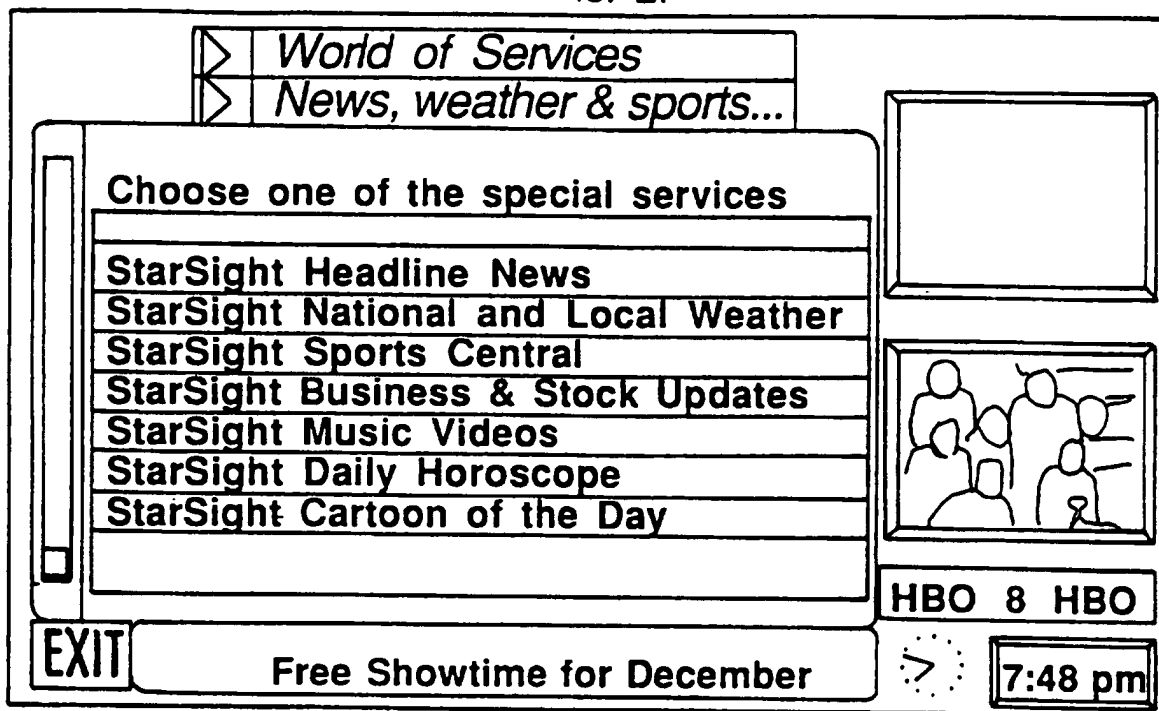 World of Services
News, weather & sports...
Choose one of the special services
StarSight Headline News
StarSight National and Local Weather
StarSight Sports Central
StarSight Business & Stock Updates
StarSight Music Videos
StarSight Daily Horoscope
StarSight Cartoon of the Day
HBO 8 HBO
EXIT
Free Showtime for December
7:48 pm